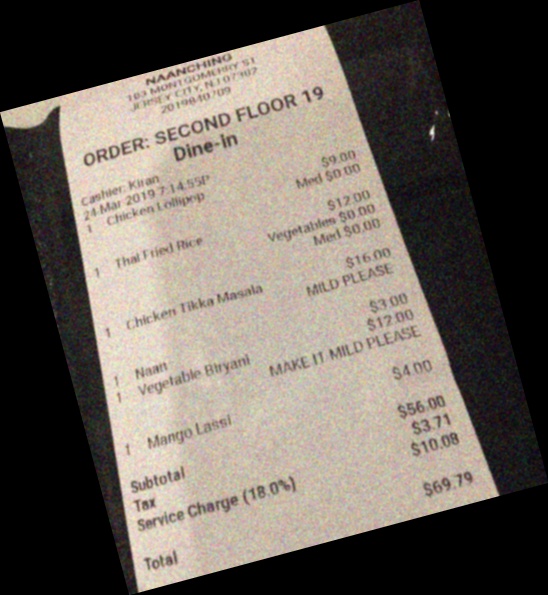 NAANCHING
103 MONTGOMERY ST
JERSEY CITY, NJ 07302
2019840709
ORDER: SECOND FLOOR 19
Dine-in
Cashier: Kiran
24-Mar-2019 7:14:55P
1 Chicken Lollipop $9.00
Med $0.00
1 Thai Fried Rice $12.00
Vegetables $0.00
Med $0.00
1 Chicken Tikka Masala $16.00
MILD PLEASE
1 Naan $3.00
1 Vegetable Biryani $12.00
MAKE IT MILD PLEASE
1 Mango Lassi $4.00
Subtotal $56.00
Tax $3.71
Service Charge (18.0%) $10.08
Total $69.79